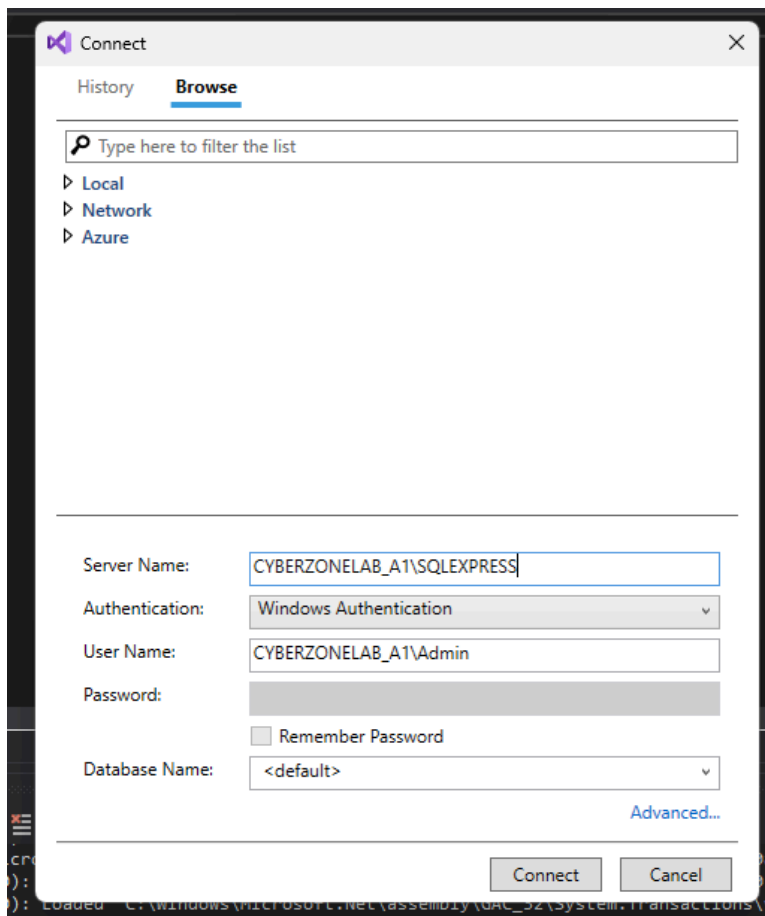 Connect
History Browse
Type here to filter the list
Local
Network
Azure
Server Name: CYBERZONELAB_A1\SQLEXPRESS
Authentication: Windows Authentication
User Name: CYBERZONELAB_A1\Admin
Password:
Remember Password
Database Name: <default>
Advanced...
Connect Cancel